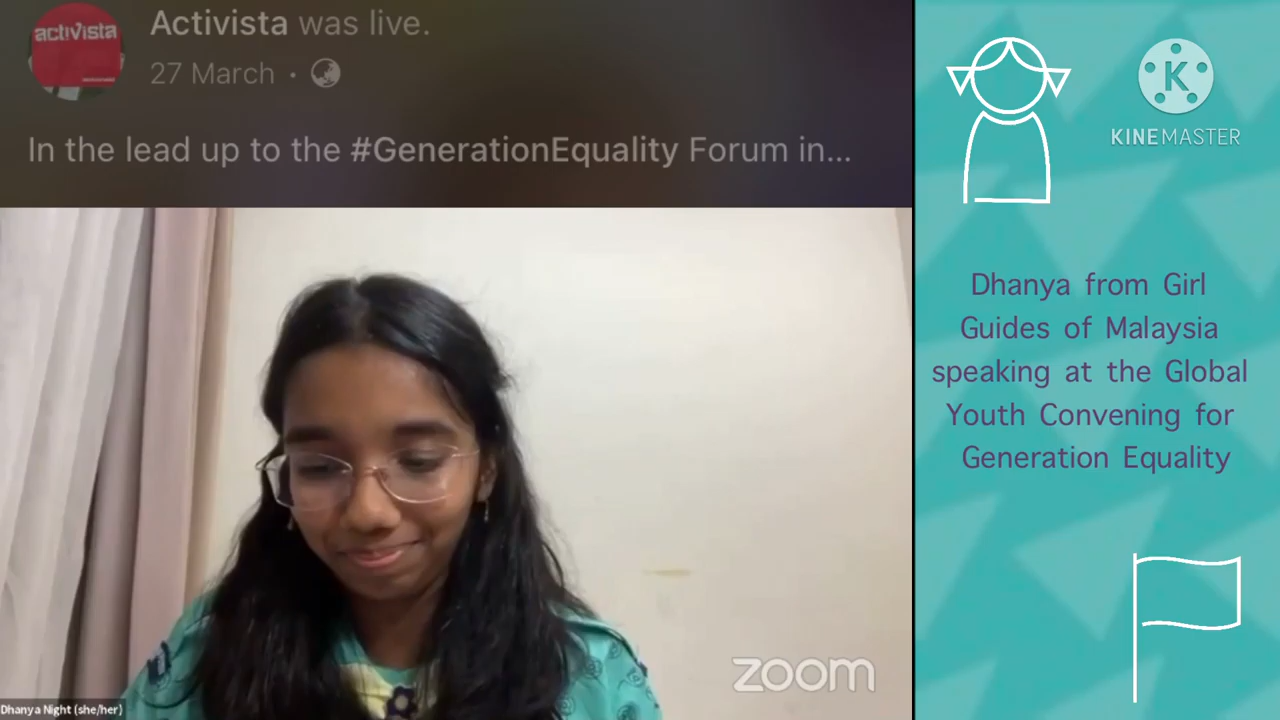 activista
Activista was live.
27 March ·
In the lead up to the #GenerationEquality Forum in...
K
KINEMASTER
Dhanya from Girl
Guides of Malaysia
speaking at the Global
Youth Convening for
Generation Equality
zoom
Dhanya Night (she/her)